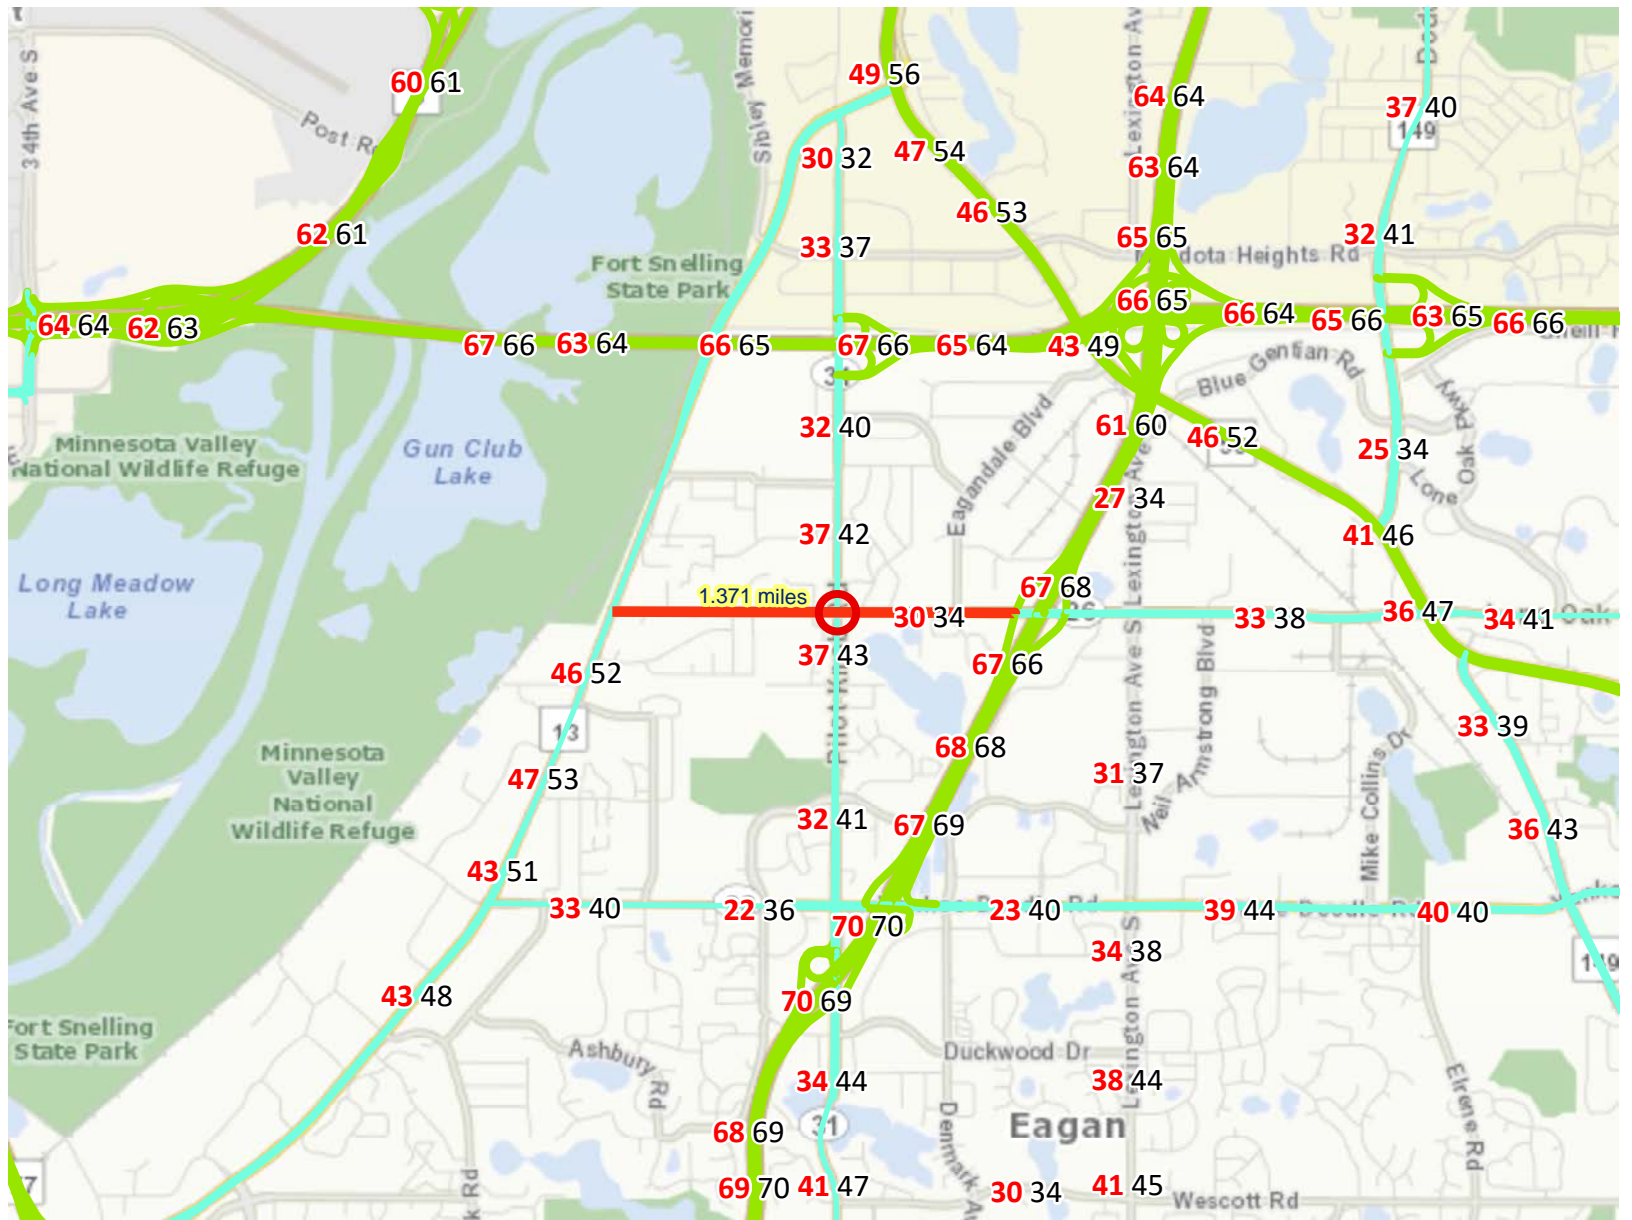 34th Ave S
Post Rd
Sibley Memori
Lexington Av
149
60 61
49 56
64 64
37 40
30 32
47 54
63 64
62 61
46 53
65 65
32 41
33 37
Mendota Heights Rd
Fort Snelling
State Park
66 65
66 64
65 66
63 65
66 66
64 64
62 63
67 66
63 64
66 65
67 66
65 64
43 49
Blue Gentian Rd
Minnesota Valley
National Wildlife Refuge
Gun Club
Lake
32 40
Eagandale Blvd
61 60
46 52
25 34
Lone Oak Pkwy
27 34
37 42
41 46
Long Meadow
Lake
1.371 miles
67 68
26
30 34
33 38
36 47
34 41
Oak
37 43
67 66
46 52
13
Lexington Ave S
Neil Armstrong Blvd
Mike Collins Dr
Minnesota
Valley
National
Wildlife Refuge
68 68
47 53
31 37
33 39
32 41
67 69
36 43
43 51
33 40
22 36
70 70
23 40
39 44
40 40
34 38
149
43 48
70 69
Fort Snelling
State Park
Ashbury Rd
Duckwood Dr
34 44
38 44
Elrene Rd
31
Eagan
68 69
69 70
41 47
30 34
41 45
Wescott Rd